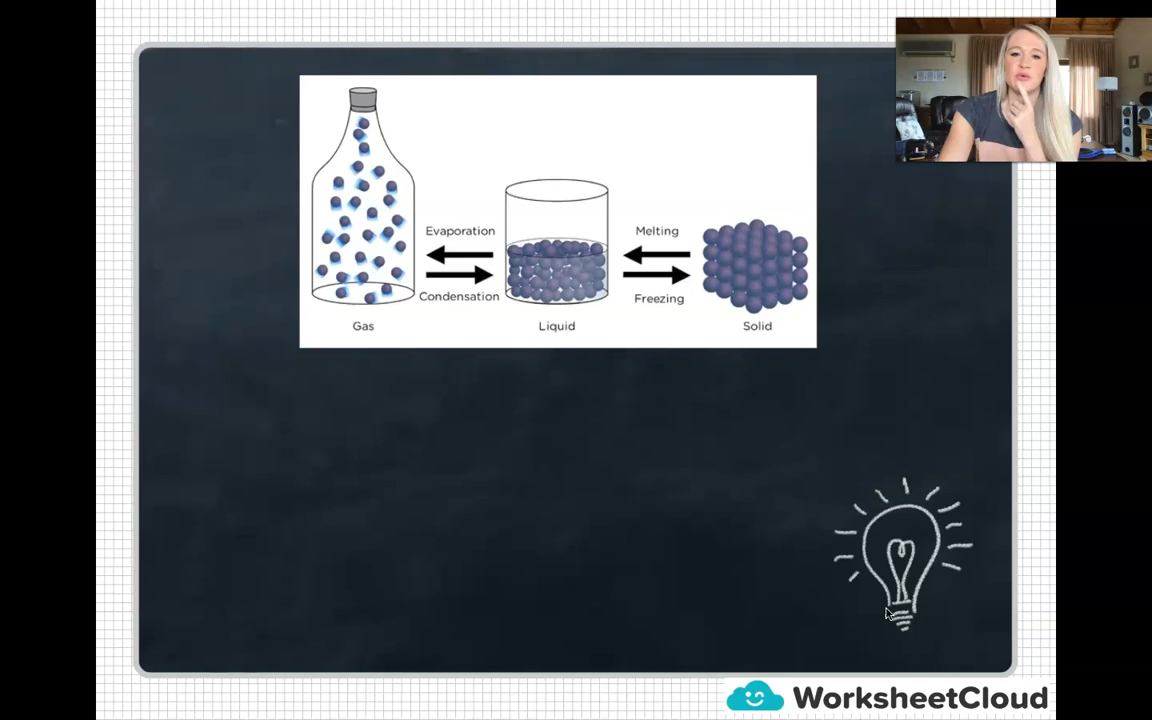 Evaporation
Condensation
Melting
Freezing
Gas
Liquid
Solid
WorksheetCloud